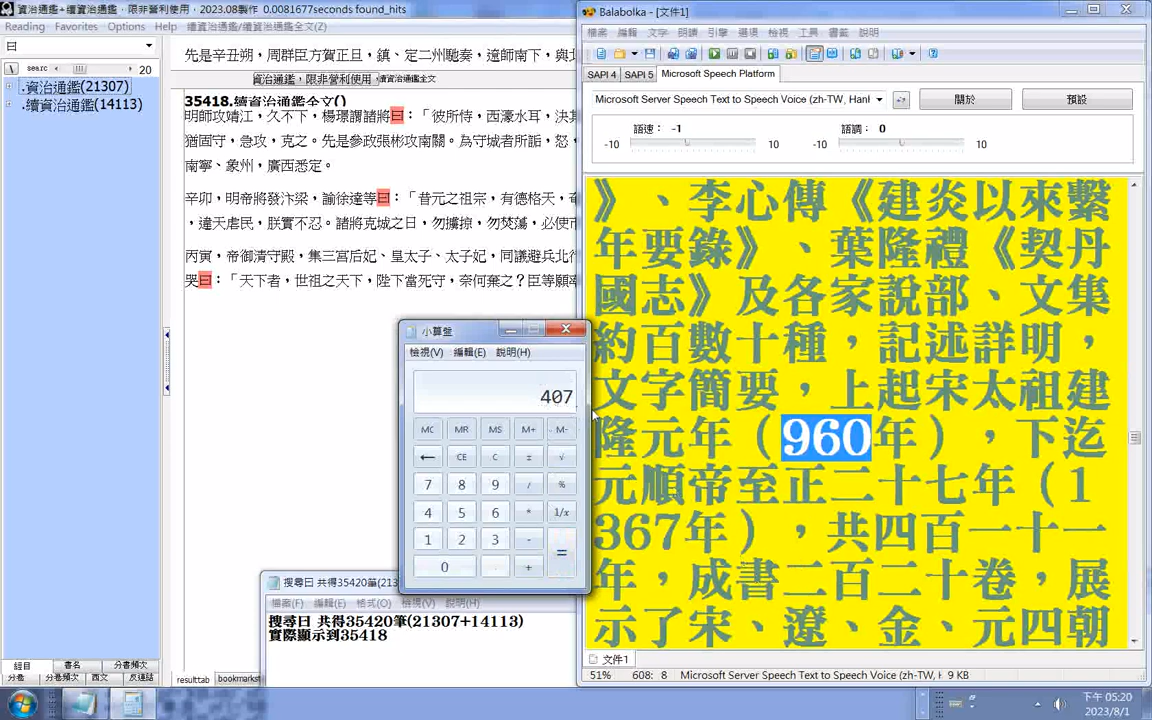 資治通鑑+續資治通鑑,限非營利使用,2023.08製作 0.0081677seconds found_hits
Reading Favorites Options Help 資治通鑑/續資治通鑑全文(Z)
曰
searc 20
.資治通鑑(21307)
.續資治通鑑(14113)
經目 書名 分書頻次
分卷 分卷頻次 西文 反連結
先是辛丑朔,周群臣方賀正旦,鎮、定二州馳奏,遼師南下,與北
資治通鑑,限非營利使用,續資治通鑑全文
35418.續資治通鑑全文()
明師攻靖江,久不下,楊璟謂諸將曰:「彼所恃,西濠水耳,決其
猶固守,急攻,克之。先是參政張彬攻南關。為守城者所詬,怒,
南寧、象州,廣西悉定。
辛卯,明帝將發汴梁,諭徐達等曰:「昔元之祖宗,有德格天,奄
,違天虐民,朕實不忍。諸將克城之日,勿擄掠,勿焚蕩,必使市
丙寅,帝御清守殿,集三宮后妃、皇太子、太子妃,同議避兵北行
哭曰:「天下者,世祖之天下,陛下當死守,奈何棄之?臣等願率
resulttab bookmarkst
小算盤
檢視(V) 編輯(E) 說明(H)
407
MC MR MS M+ M-
← CE C ± √
7 8 9 / %
4 5 6 * 1/x
1 2 3 - =
0 . +
搜尋曰 共得35420筆(213
檔案(F) 編輯(E) 格式(O) 檢視(V) 說明(H)
搜尋曰 共得35420筆(21307+14113)
實際顯示到35418
Balabolka - [文件1]
檔案 編輯 文字 朗讀 引擎 選項 檢視 工具 書籤 說明
SAPI 4 SAPI 5 Microsoft Speech Platform
Microsoft Server Speech Text to Speech Voice (zh-TW, Hanl 關於 預設
語速: -1 語調: 0
-10 10 -10 10
》、李心傳《建炎以來繫
年要錄》、葉隆禮《契丹
國志》及各家說部、文集
約百數十種,記述詳明,
文字簡要,上起宋太祖建
隆元年(960年),下迄
元順帝至正二十七年(1
367年),共四百一十一
年,成書二百二十卷,展
示了宋、遼、金、元四朝
文件1
51% 608: 8 Microsoft Server Speech Text to Speech Voice (zh-TW, H 9 KB
下午 05:20
2023/8/1